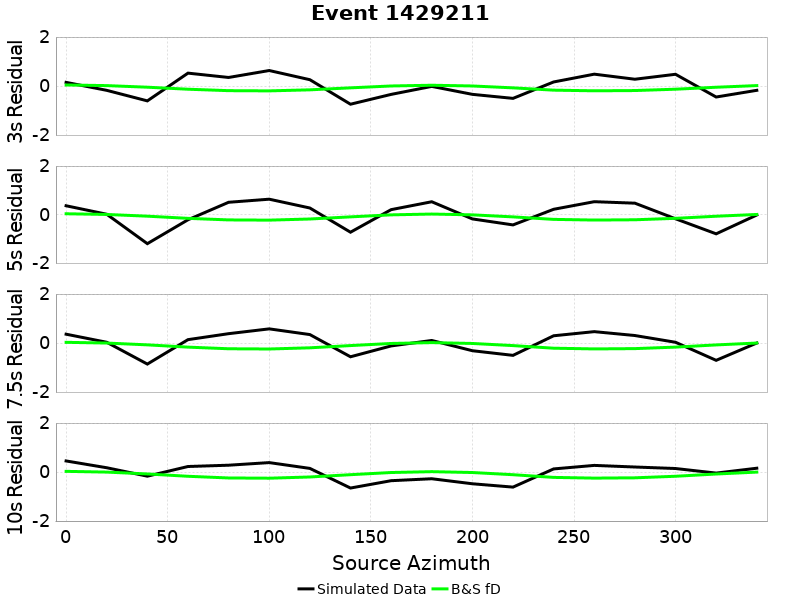 Event 1429211
3s Residual
2
0
-2
5s Residual
2
0
-2
7.5s Residual
2
0
-2
10s Residual
2
0
-2
0 50 100 150 200 250 300
Source Azimuth
Simulated Data B&S fD